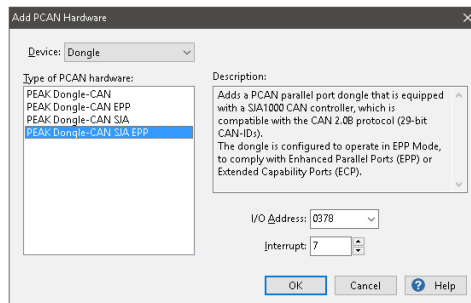 Add PCAN Hardware
Device: Dongle
Type of PCAN hardware:
PEAK Dongle-CAN
PEAK Dongle-CAN EPP
PEAK Dongle-CAN SJA
PEAK Dongle-CAN SJA EPP
Description:
Adds a PCAN parallel port dongle that is equipped
with a SJA1000 CAN controller, which is
compatible with the CAN 2.0B protocol (29-bit
CAN-IDs).
The dongle is configured to operate in EPP Mode,
to comply with Enhanced Parallel Ports (EPP) or
Extended Capability Ports (ECP).
I/O Address: 0378
Interrupt: 7
OK Cancel Help